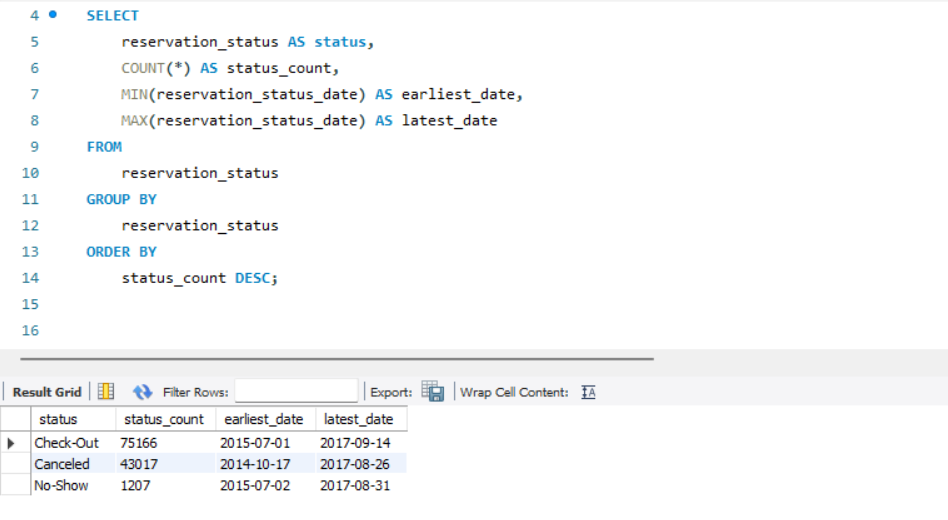 4 SELECT
5 reservation_status AS status,
6 COUNT(*) AS status_count,
7 MIN(reservation_status_date) AS earliest_date,
8 MAX(reservation_status_date) AS latest_date
9 FROM
10 reservation_status
11 GROUP BY
12 reservation_status
13 ORDER BY
14 status_count DESC;
15
16
Result Grid Filter Rows: Export: Wrap Cell Content: IA
status status_count earliest_date latest_date
Check-Out 75166 2015-07-01 2017-09-14
Canceled 43017 2014-10-17 2017-08-26
No-Show 1207 2015-07-02 2017-08-31